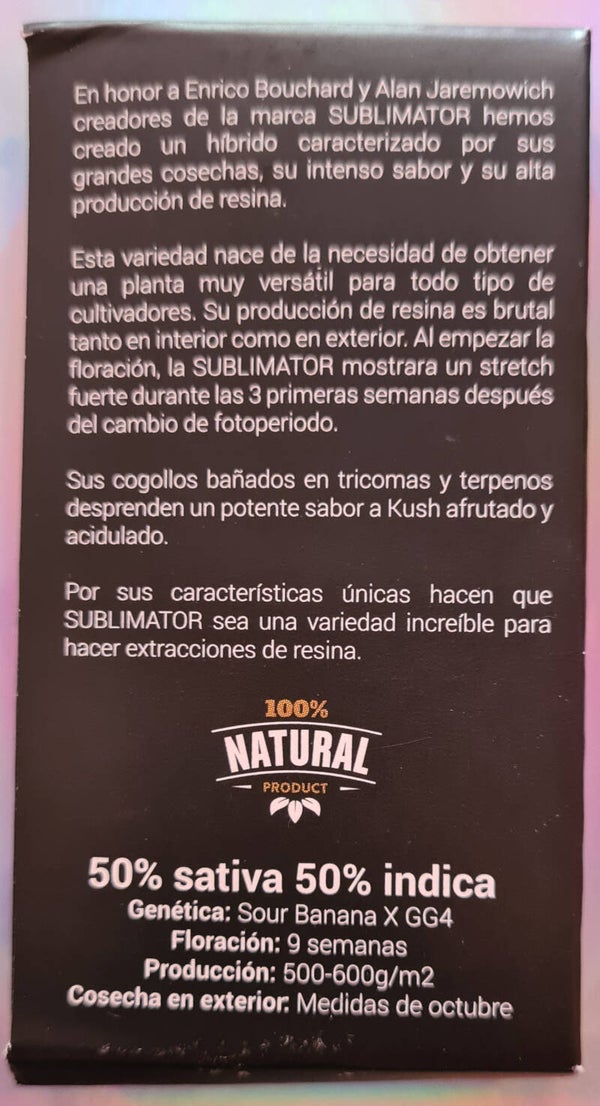 En honor a Enrico Bouchard y Alan Jaremowich
creadores de la marca SUBLIMATOR hemos
creado un híbrido caracterizado por sus
grandes cosechas, su intenso sabor y su alta
producción de resina.
Esta variedad nace de la necesidad de obtener
una planta muy versátil para todo tipo de
cultivadores. Su producción de resina es brutal
tanto en interior como en exterior. Al empezar la
floración, la SUBLIMATOR mostrara un stretch
fuerte durante las 3 primeras semanas después
del cambio de fotoperiodo.
Sus cogollos bañados en tricomas y terpenos
desprenden un potente sabor a Kush afrutado y
acidulado.
Por sus características únicas hacen que
SUBLIMATOR sea una variedad increíble para
hacer extracciones de resina.
100%
NATURAL
PRODUCT
50% sativa 50% indica
Genética: Sour Banana X GG4
Floración: 9 semanas
Producción: 500-600g/m2
Cosecha en exterior: Medidas de octubre